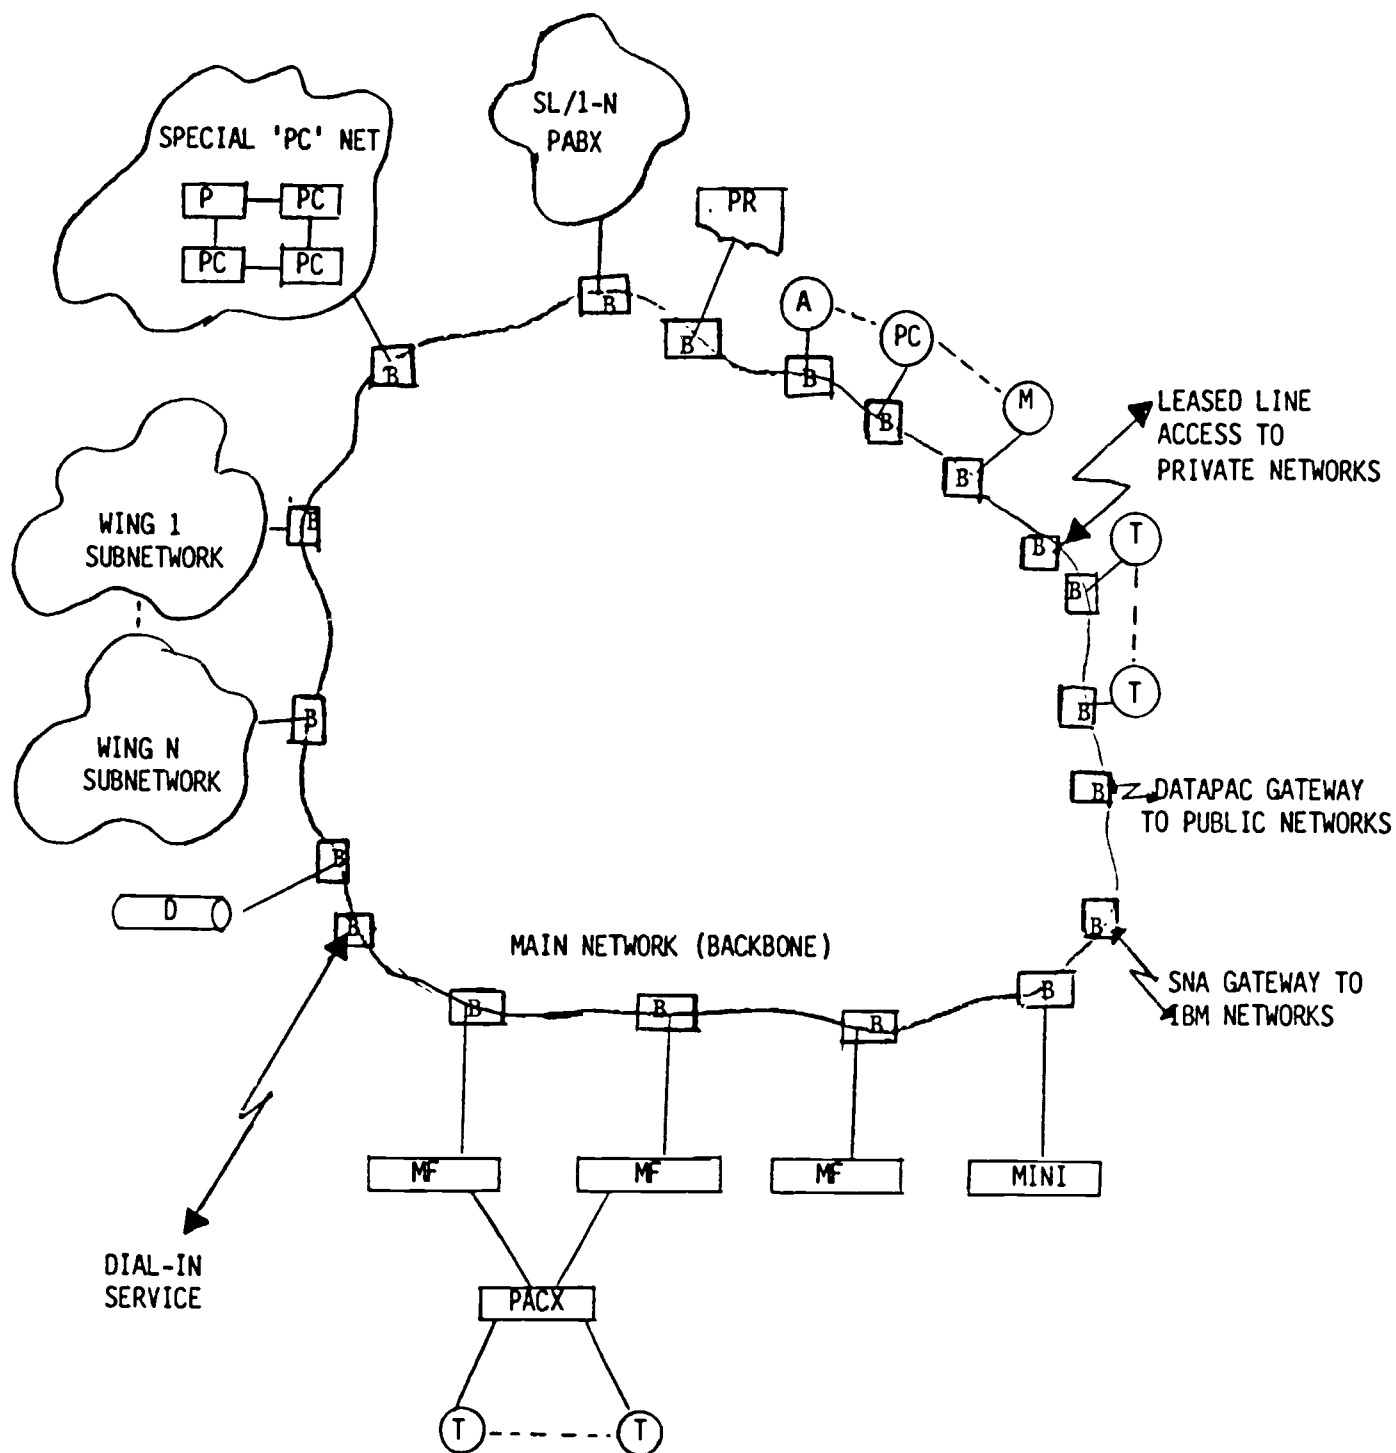 SL/1-N
PABX
SPECIAL 'PC' NET
P
PC
PC
PC
PR
B
B
A
PC
B
B
M
B
B
LEASED LINE
ACCESS TO
PRIVATE NETWORKS
B
B
T
WING 1
SUBNETWORK
B
B
T
B
WING N
SUBNETWORK
B
B
DATAPAC GATEWAY
TO PUBLIC NETWORKS
B
D
B
B
MAIN NETWORK (BACKBONE)
SNA GATEWAY TO
IBM NETWORKS
B
B
B
B
MF
MF
MF
MINI
DIAL-IN
SERVICE
PACX
T
T